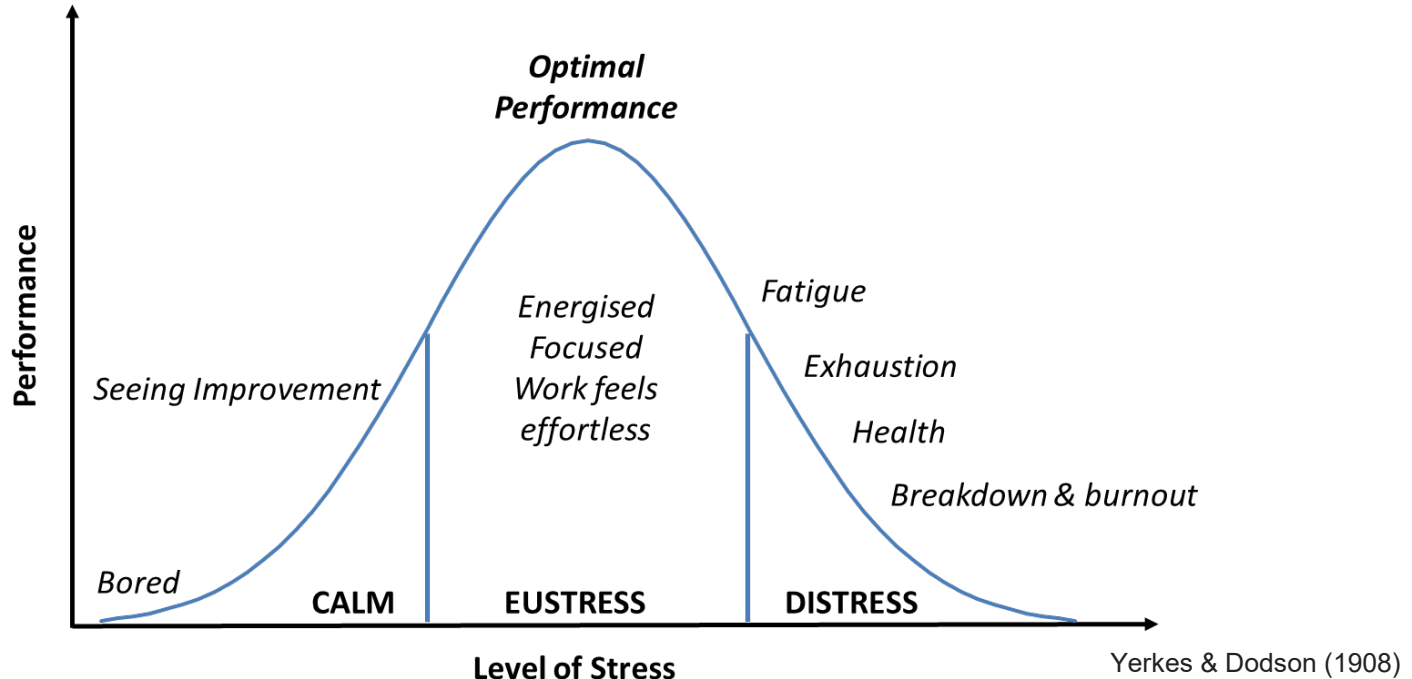 Optimal
Performance
Performance
Fatigue
Energised
Focused
Work feels
effortless
Exhaustion
Seeing Improvement
Health
Breakdown & burnout
Bored
CALM
EUSTRESS
DISTRESS
Level of Stress
Yerkes & Dodson (1908)